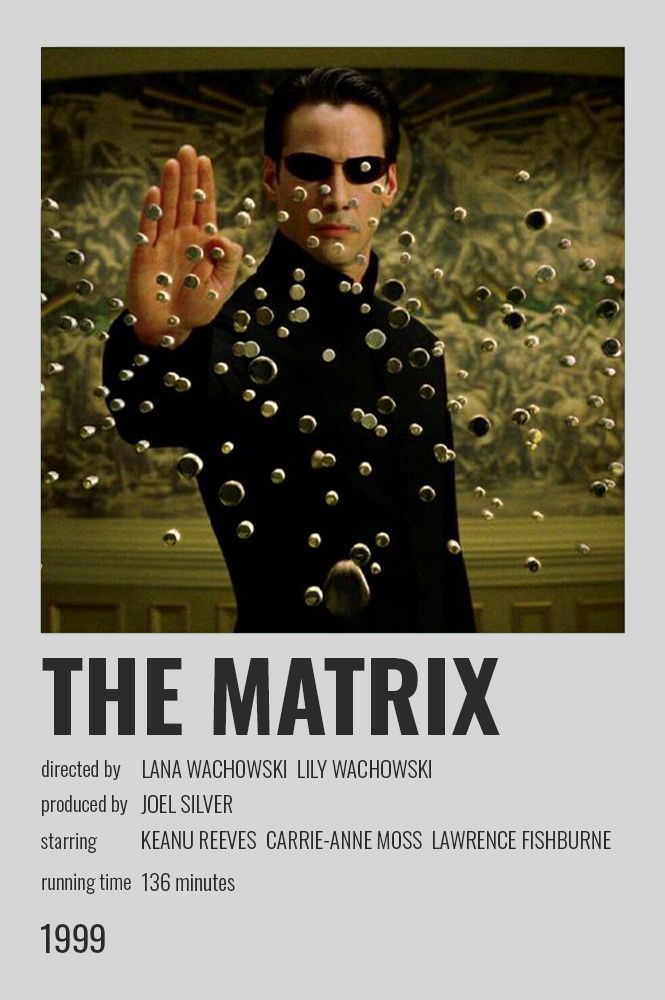 THE MATRIX
directed by LANA WACHOWSKI LILY WACHOWSKI
produced by JOEL SILVER
starring KEANU REEVES CARRIE-ANNE MOSS LAWRENCE FISHBURNE
running time 136 minutes
1999